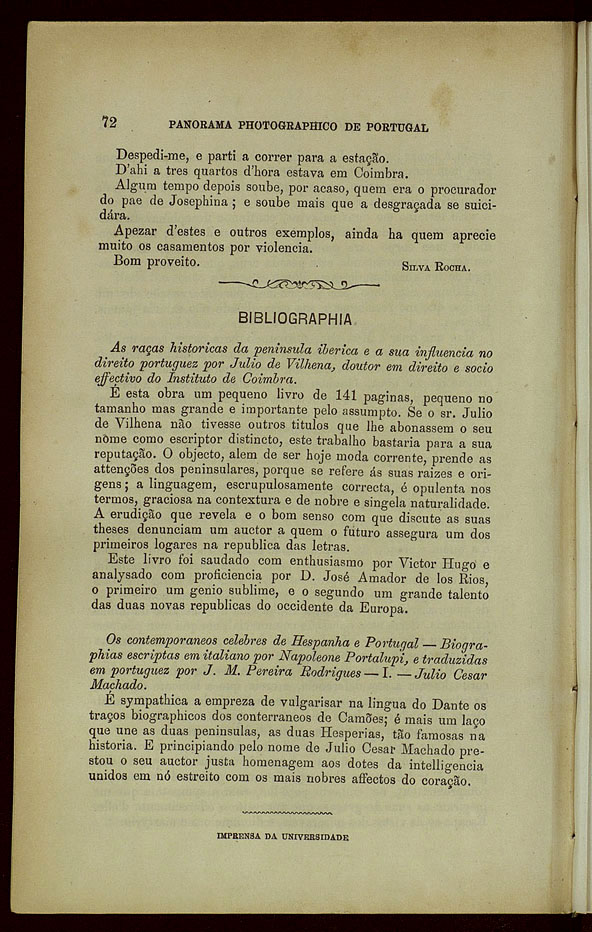 72 PANORAMA PHOTOGRAPHICO DE PORTUGAL
Despedi-me, e parti a correr para a estação.
D'ahi a tres quartos d'hora estava em Coimbra.
Algum tempo depois soube, por acaso, quem era o procurador
do pae de Josephina ; e soube mais que a desgraçada se suici-
dára.
Apezar d'estes e outros exemplos, ainda ha quem aprecie
muito os casamentos por violencia.
Bom proveito.
SILVA ROCHA.
BIBLIOGRAPHIA
As raças historicas da peninsula iberica e a sua influencia no
direito portuguez por Julio de Vilhena, doutor em direito e socio
effectivo do Instituto de Coimbra.
É esta obra um pequeno livro de 141 paginas, pequeno no
tamanho mas grande e importante pelo assumpto. Se o sr. Julio
de Vilhena não tivesse outros titulos que lhe abonassem o seu
nome como escriptor distincto, este trabalho bastaria para a sua
reputação. O objecto, alem de ser hoje moda corrente, prende as
attenções dos peninsulares, porque se refere ás suas raizes e ori-
gens ; a linguagem, escrupulosamente correcta, é opulenta nos
termos, graciosa na contextura e de nobre e singela naturalidade.
A erudição que revela e o bom senso com que discute as suas
theses denunciam um auctor a quem o futuro assegura um dos
primeiros logares na republica das letras.
Este livro foi saudado com enthusiasmo por Victor Hugo e
analysado com proficiencia por D. José Amador de los Rios,
o primeiro um genio sublime, e o segundo um grande talento
das duas novas republicas do occidente da Europa.
Os contemporaneos celebres de Hespanha e Portugal — Biogra-
phias escriptas em italiano por Napoleone Portalupi, e traduzidas
em portuguez por J. M. Pereira Rodrigues — I. — Julio Cesar
Machado.
É sympathica a empreza de vulgarisar na lingua do Dante os
traços biographicos dos conterraneos de Camões; é mais um laço
que une as duas peninsulas, as duas Hesperias, tão famosas na
historia. E principiando pelo nome de Julio Cesar Machado pre-
stou o seu auctor justa homenagem aos dotes da intelligencia
unidos em nó estreito com os mais nobres affectos do coração.
IMPRENSA DA UNIVERSIDADE